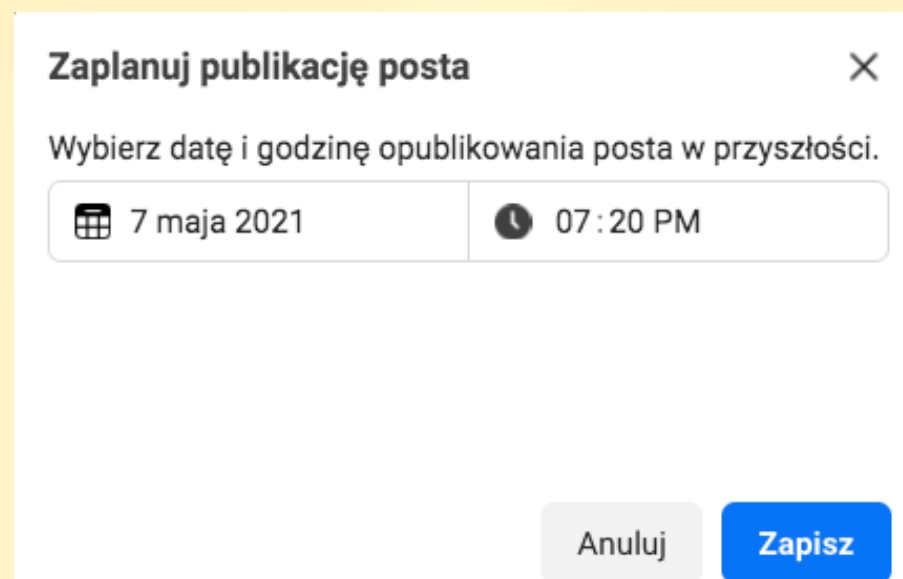 Zaplanuj publikację posta
Wybierz datę i godzinę opublikowania posta w przyszłości.
7 maja 2021 07:20 PM
Anuluj Zapisz